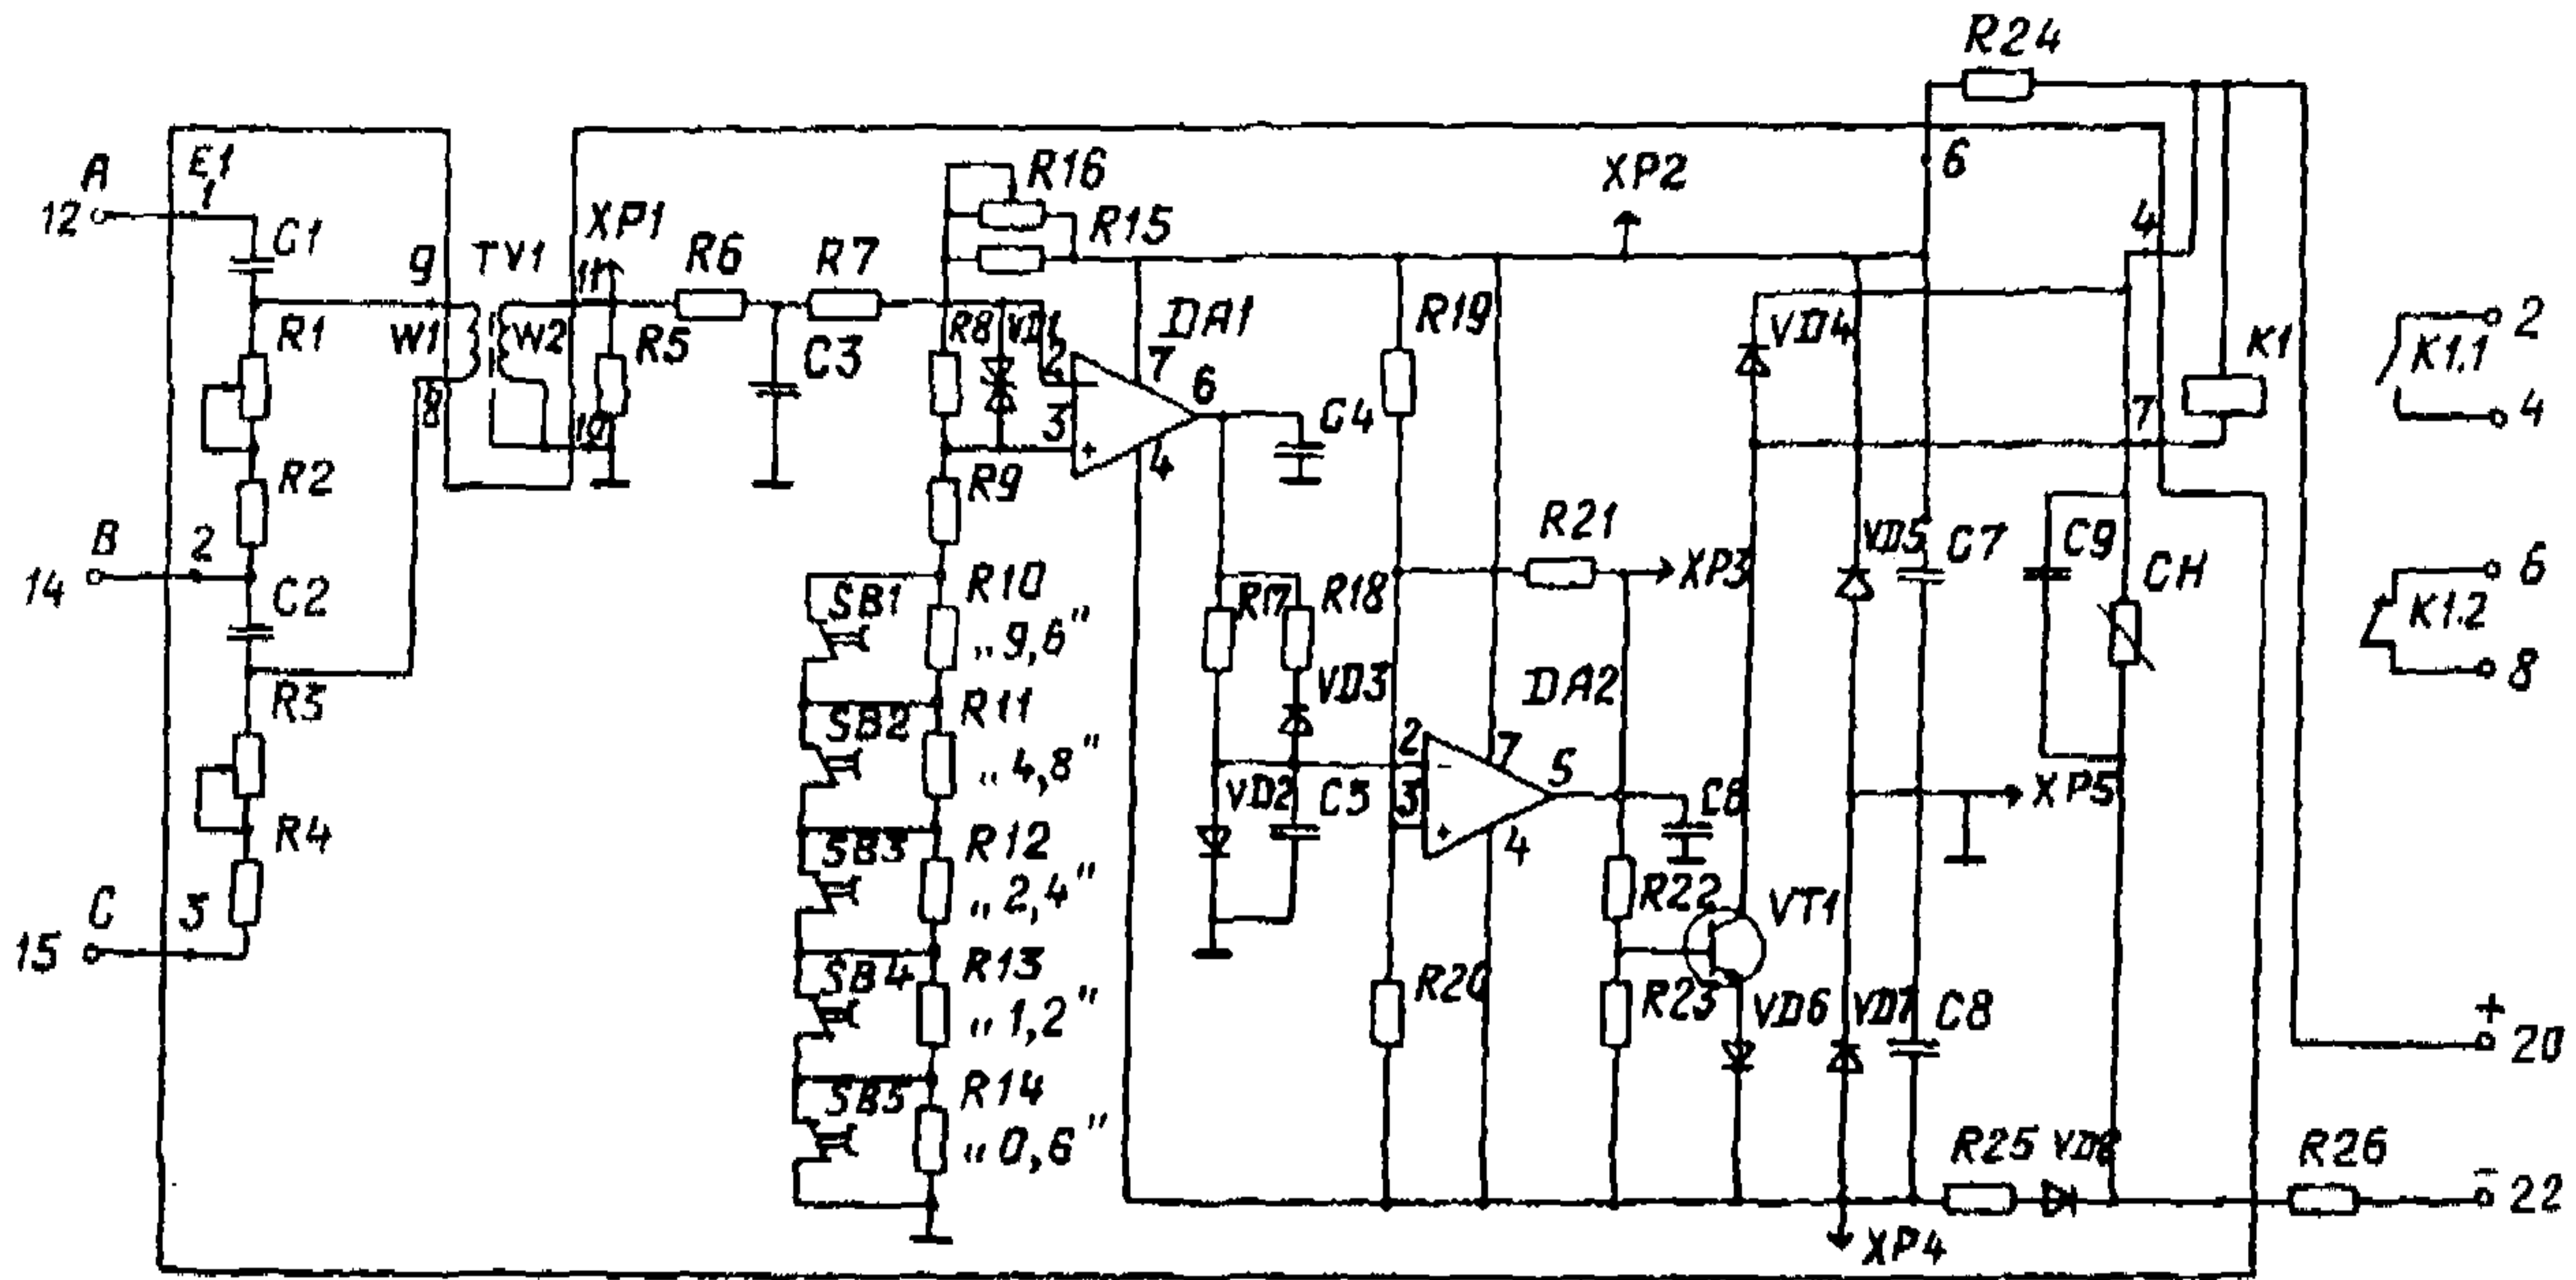 R24
E1
A
1
12
C1
g
TV1
11
XP1
R6
R7
R16
R15
XP2
6
4
R1
W1
W2
R5
C3
R8
VD1
DA1
R19
VD4
K1
K1.1
2
4
8
10
2
3
7
6
4
C4
7
R2
R9
B
2
14
C2
SB1
R10
„9,6"
R21
XP3
VD5
C7
C9
CH
6
K1.2
8
R17
R18
VD3
DA2
R3
SB2
R11
„4,8"
VD2
C5
2
3
7
5
4
C6
XP5
R4
SB3
R12
„2,4"
R22
VT1
C
3
15
SB4
R13
„1,2"
R20
R23
VD6
VD7
C8
+
20
SB5
R14
„0,6"
R25
VD8
R26
-
22
XP4